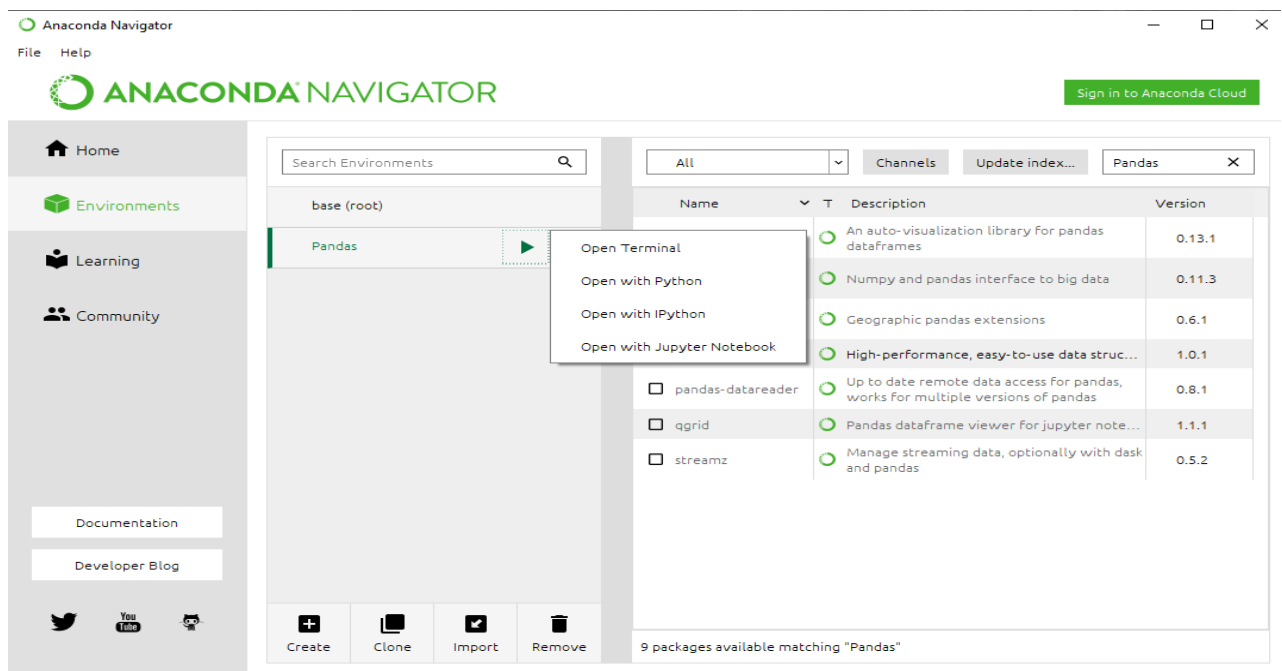 Anaconda Navigator
File Help
ANACONDA NAVIGATOR
Sign in to Anaconda Cloud
Home
Environments
Learning
Community
Documentation
Developer Blog
You
Tube
Search Environments
base (root)
Pandas
Open Terminal
Open with Python
Open with IPython
Open with Jupyter Notebook
Create Clone Import Remove
All Channels Update index... Pandas
Name T Description Version
An auto-visualization library for pandas
dataframes 0.13.1
Numpy and pandas interface to big data 0.11.3
Geographic pandas extensions 0.6.1
High-performance, easy-to-use data struc... 1.0.1
pandas-datareader Up to date remote data access for pandas,
works for multiple versions of pandas 0.8.1
qgrid Pandas dataframe viewer for jupyter note... 1.1.1
streamz Manage streaming data, optionally with dask
and pandas 0.5.2
9 packages available matching "Pandas"